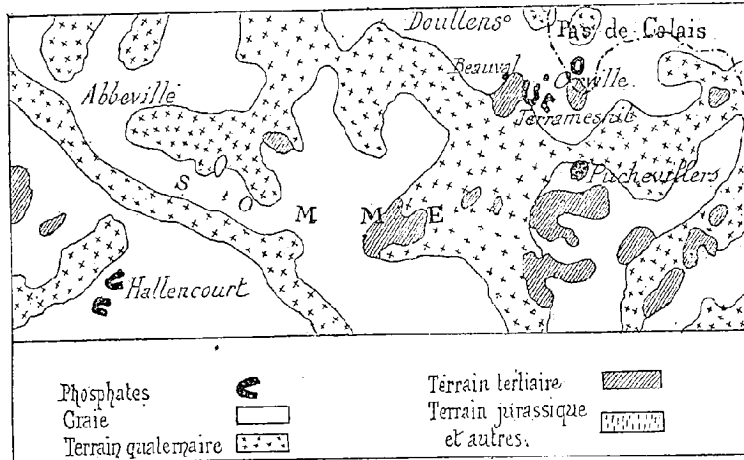 Doullens
Pas de Calais
Beauval
Orville
Abbeville
Terramesnil
Puchevillers
S O M M E
Hallencourt
Phosphates
Craie
Terrain quaternaire
Terrain tertiaire
Terrain jurassique
et autres.